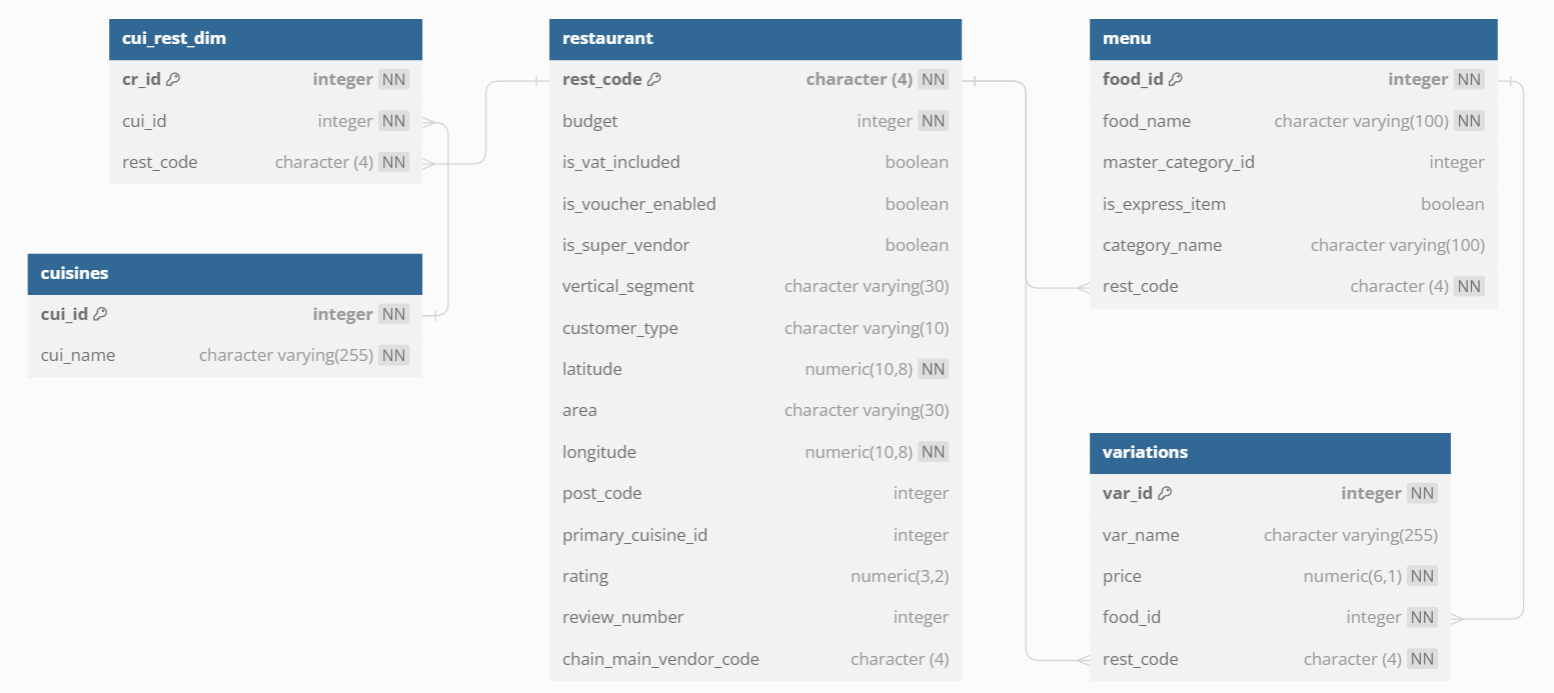 cui_rest_dim
cr_id integer NN
cui_id integer NN
rest_code character (4) NN
cuisines
cui_id integer NN
cui_name character varying(255) NN
restaurant
rest_code character (4) NN
budget integer NN
is_vat_included boolean
is_voucher_enabled boolean
is_super_vendor boolean
vertical_segment character varying(30)
customer_type character varying(10)
latitude numeric(10,8) NN
area character varying(30)
longitude numeric(10,8) NN
post_code integer
primary_cuisine_id integer
rating numeric(3,2)
review_number integer
chain_main_vendor_code character (4)
menu
food_id integer NN
food_name character varying(100) NN
master_category_id integer
is_express_item boolean
category_name character varying(100)
rest_code character (4) NN
variations
var_id integer NN
var_name character varying(255)
price numeric(6,1) NN
food_id integer NN
rest_code character (4) NN